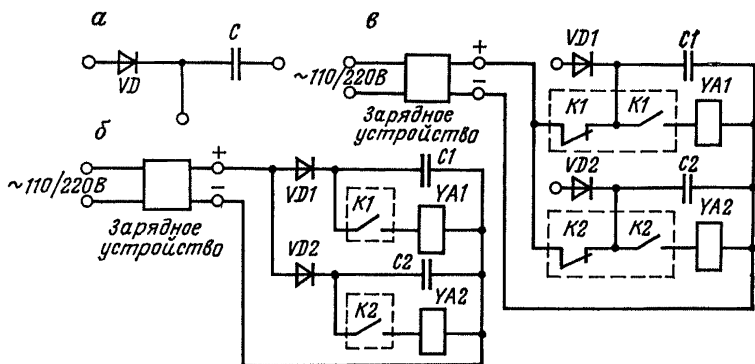 а
VD
C
б
~110/220В
+
−
Зарядное
устройство
VD1
C1
K1
YA1
VD2
C2
K2
YA2
в
~110/220В
+
−
Зарядное
устройство
VD1
C1
K1
K1
YA1
VD2
C2
K2
K2
YA2